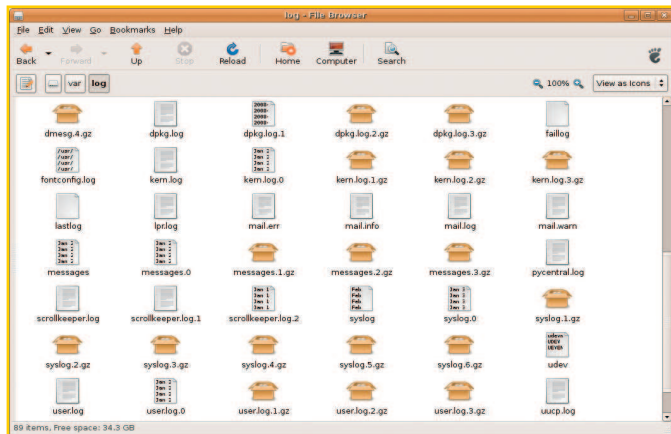 log - File Browser
File Edit View Go Bookmarks Help
Back Forward Up Stop Reload Home Computer Search
var log 100% View as Icons
dmesg.4.gz dpkg.log dpkg.log.1 dpkg.log.2.gz dpkg.log.3.gz faillog
fontconfig.log kern.log kern.log.0 kern.log.1.gz kern.log.2.gz kern.log.3.gz
lastlog lpr.log mail.err mail.info mail.log mail.warn
messages messages.0 messages.1.gz messages.2.gz messages.3.gz pycentral.log
scrollkeeper.log scrollkeeper.log.1 scrollkeeper.log.2 syslog syslog.0 syslog.1.gz
syslog.2.gz syslog.3.gz syslog.4.gz syslog.5.gz syslog.6.gz udev
user.log user.log.0 user.log.1.gz user.log.2.gz user.log.3.gz uucp.log
89 items, Free space: 34.3 GB